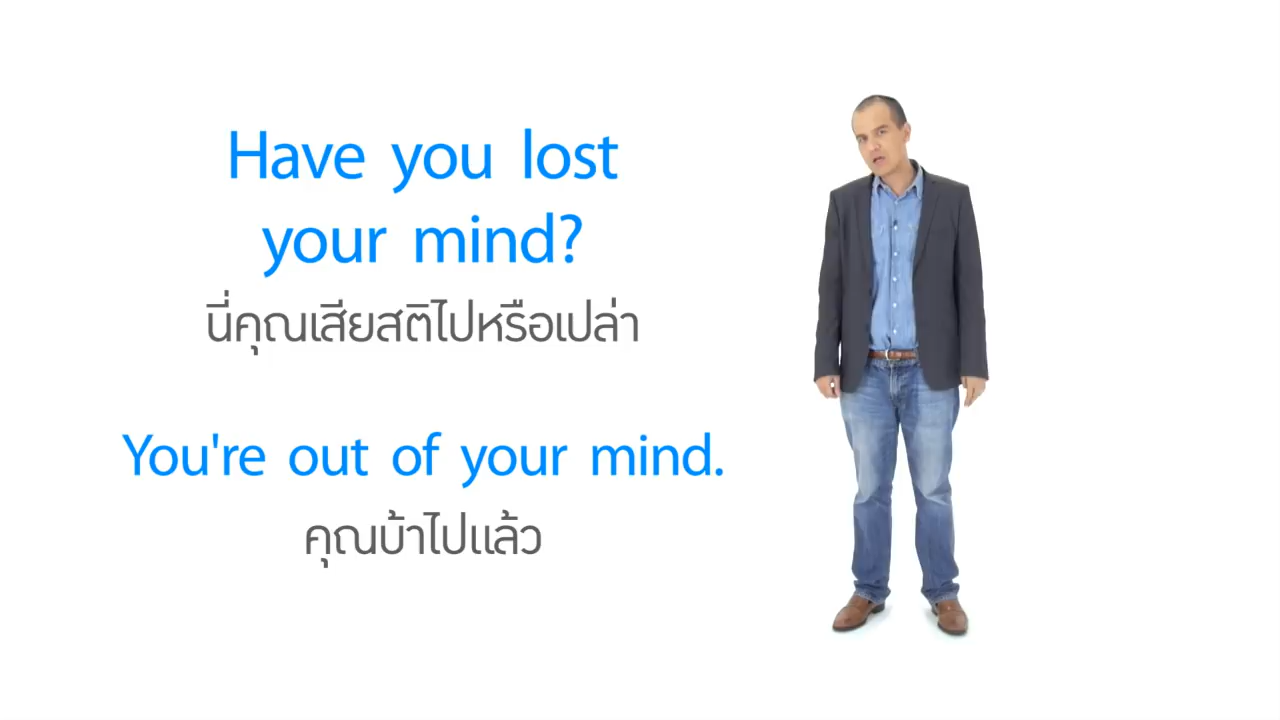 Have you lost
your mind?
นี่คุณเสียสติไปหรือเปล่า
You're out of your mind.
คุณบ้าไปแล้ว